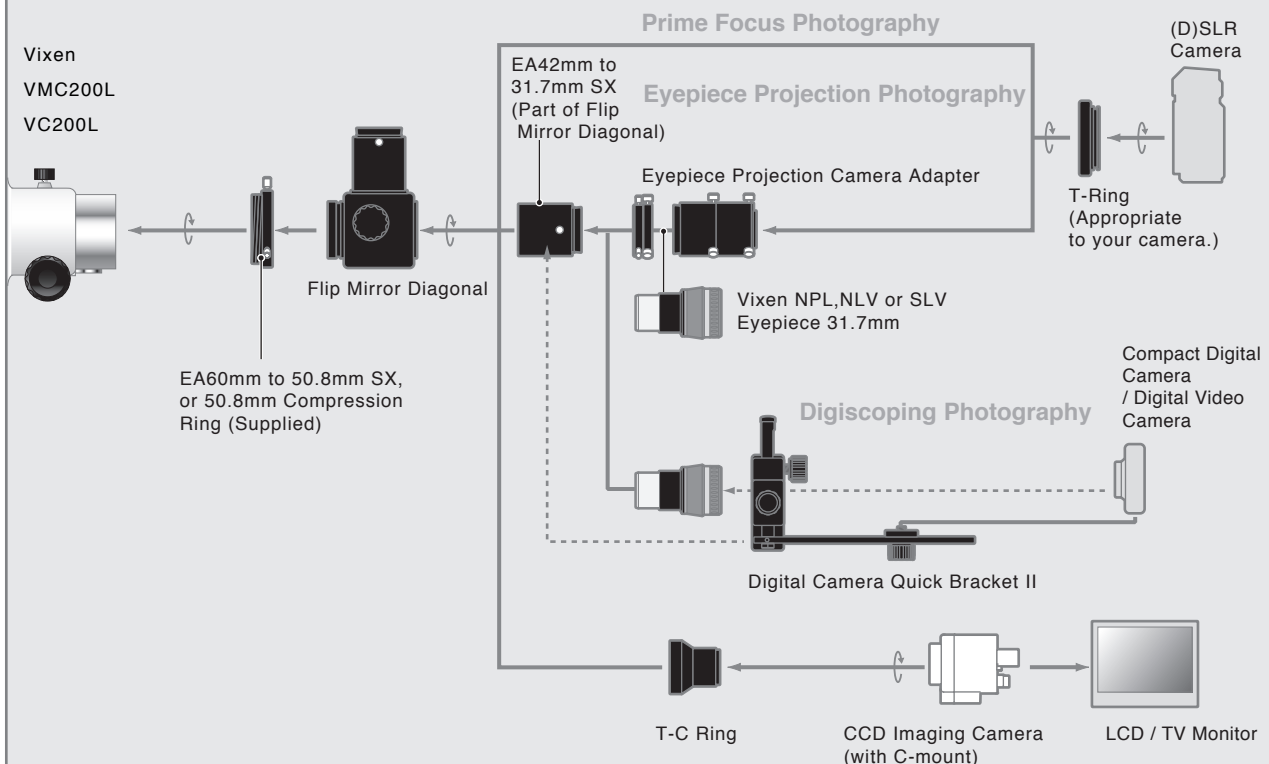 Prime Focus Photography
(D)SLR
Camera
Vixen
VMC200L
VC200L
EA42mm to
31.7mm SX
(Part of Flip
Mirror Diagonal)
Eyepiece Projection Photography
Eyepiece Projection Camera Adapter
T-Ring
(Appropriate
to your camera.)
Flip Mirror Diagonal
Vixen NPL,NLV or SLV
Eyepiece 31.7mm
EA60mm to 50.8mm SX,
or 50.8mm Compression
Ring (Supplied)
Compact Digital
Camera
/ Digital Video
Camera
Digiscoping Photography
Digital Camera Quick Bracket II
T-C Ring
CCD Imaging Camera
(with C-mount)
LCD / TV Monitor